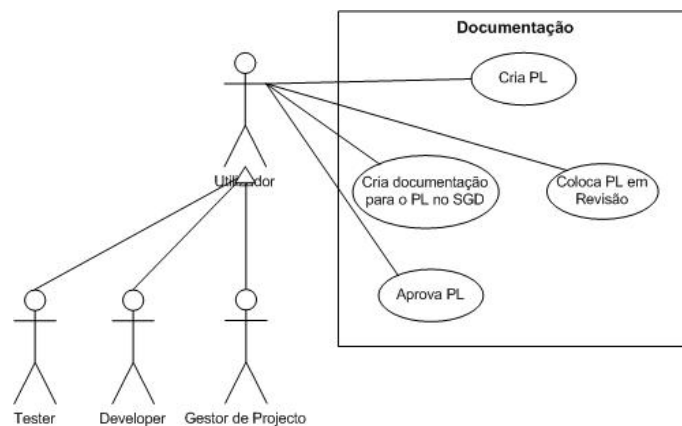 Documentação
Cria PL
Utilizador
Cria documentação
para o PL no SGD
Coloca PL em
Revisão
Aprova PL
Tester
Developer
Gestor de Projecto